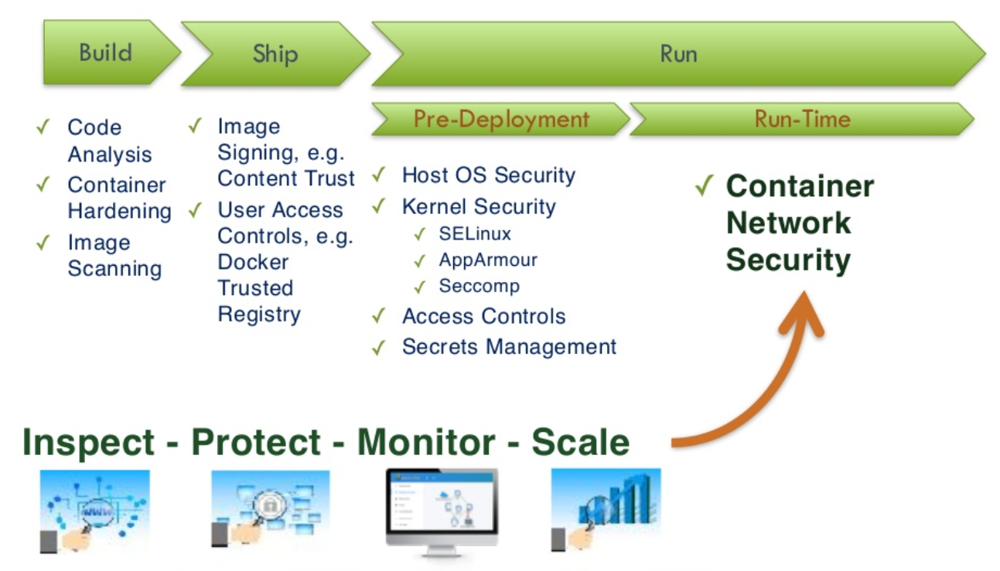 Build
Ship
Run
Pre-Deployment
Run-Time
✓ Code
Analysis
✓ Container
Hardening
✓ Image
Scanning
✓ Image
Signing, e.g.
Content Trust
✓ User Access
Controls, e.g.
Docker
Trusted
Registry
✓ Host OS Security
✓ Kernel Security
✓ SELinux
✓ AppArmour
✓ Seccomp
✓ Access Controls
✓ Secrets Management
✓ Container
Network
Security
Inspect - Protect - Monitor - Scale